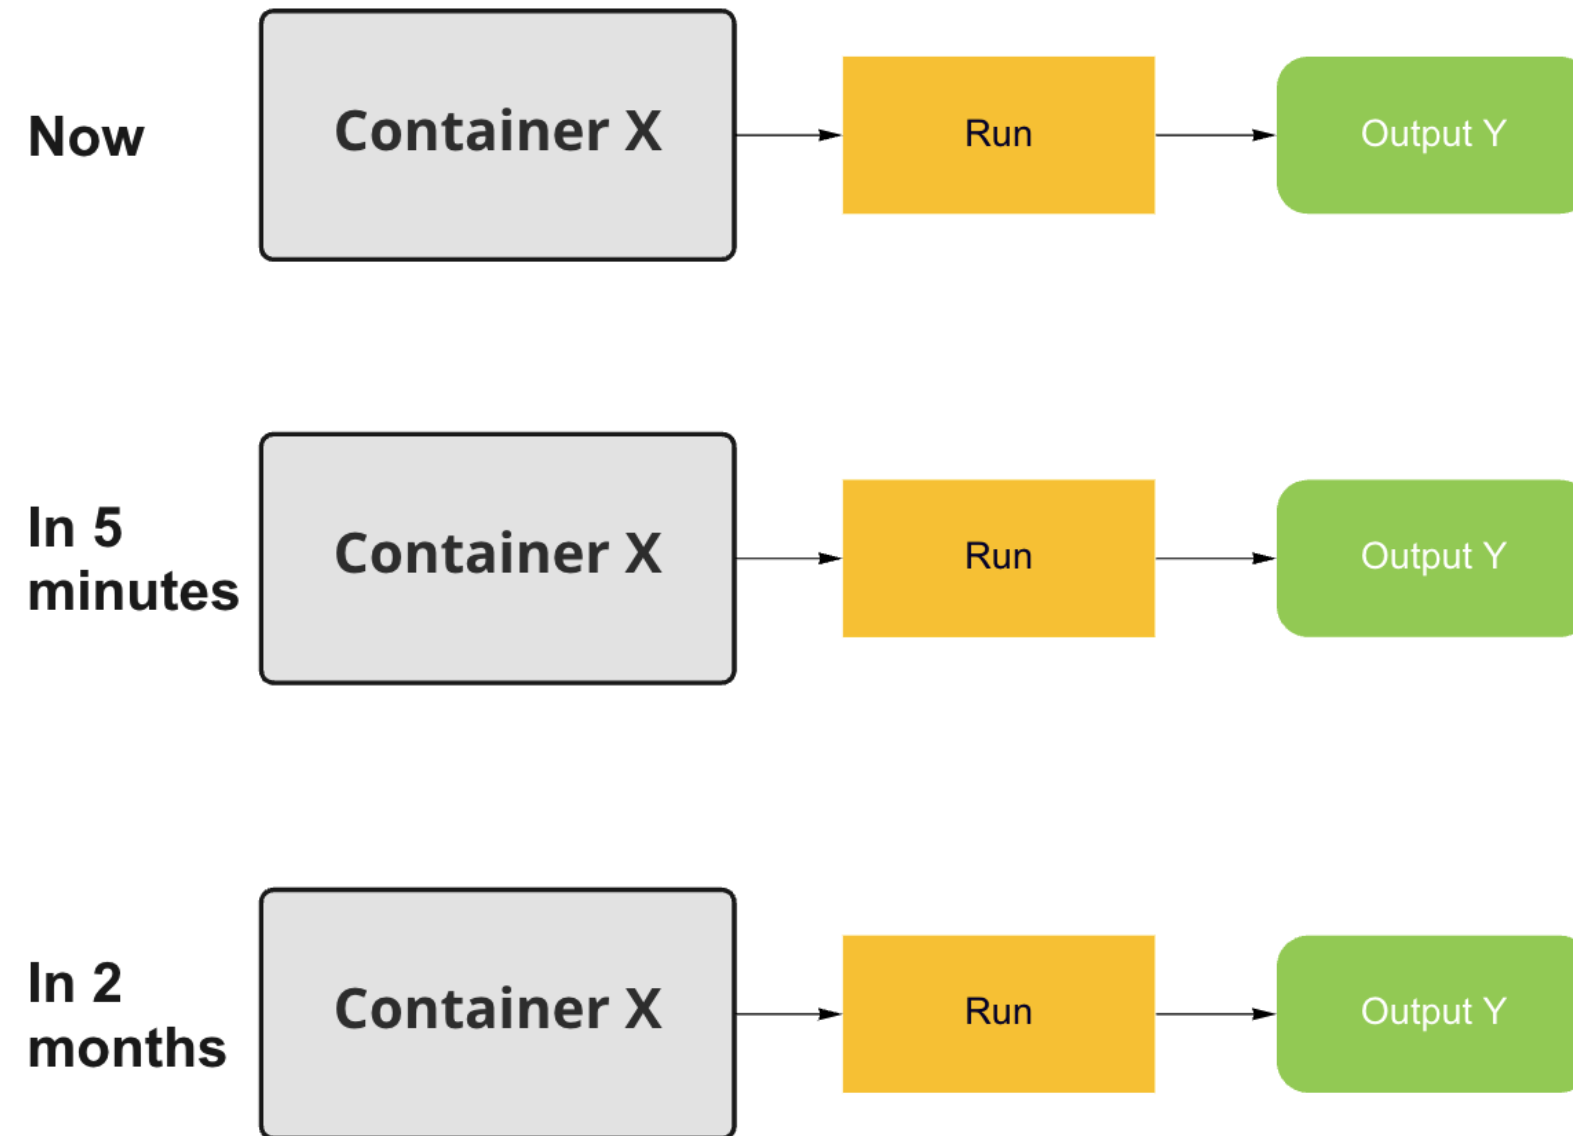 Now
Container X
Run
Output Y
In 5
minutes
Container X
Run
Output Y
In 2
months
Container X
Run
Output Y